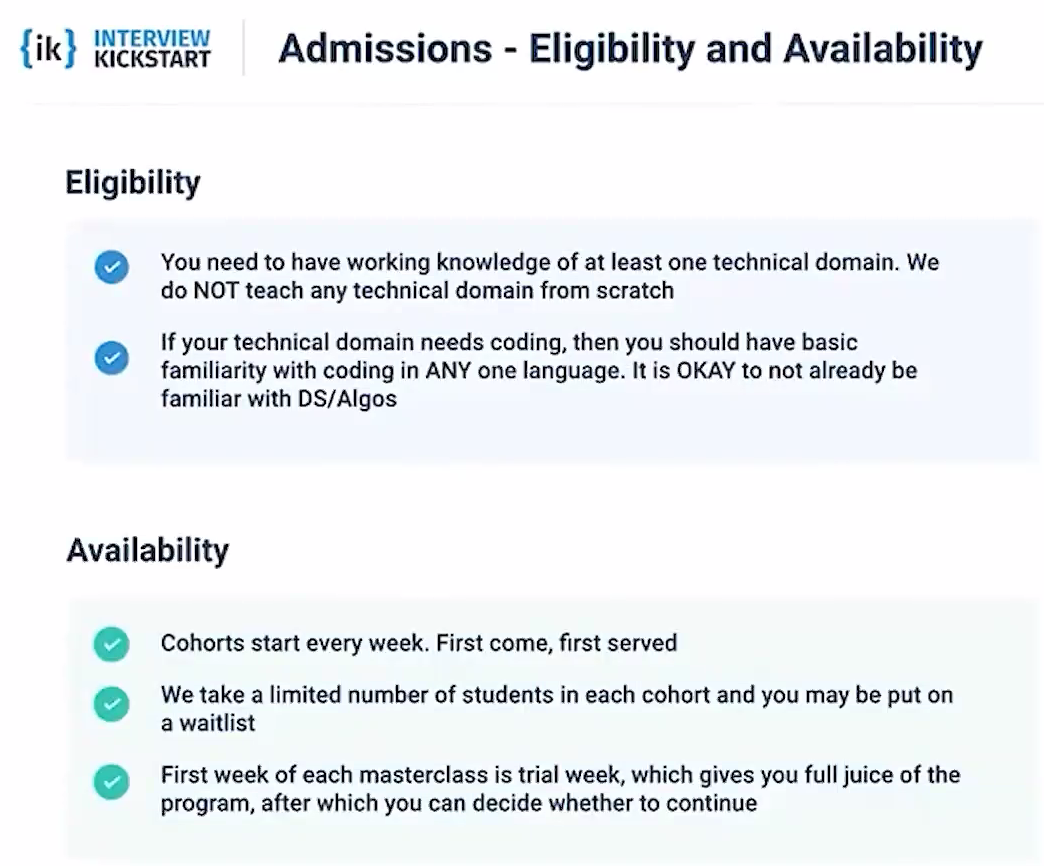 {ik} INTERVIEW
KICKSTART
Admissions - Eligibility and Availability
Eligibility
You need to have working knowledge of at least one technical domain. We
do NOT teach any technical domain from scratch
If your technical domain needs coding, then you should have basic
familiarity with coding in ANY one language. It is OKAY to not already be
familiar with DS/Algos
Availability
Cohorts start every week. First come, first served
We take a limited number of students in each cohort and you may be put on
a waitlist
First week of each masterclass is trial week, which gives you full juice of the
program, after which you can decide whether to continue